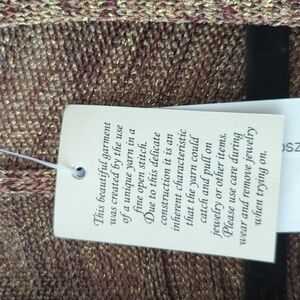 This beautiful garment
was created by the use
of a unique yarn in a
fine open stitch.
Due to this delicate
construction it is an
inherent characteristic
that the yarn could
catch and pull on
jewelry or other items.
Please use care during
wear and remove jewelry
when trying on.